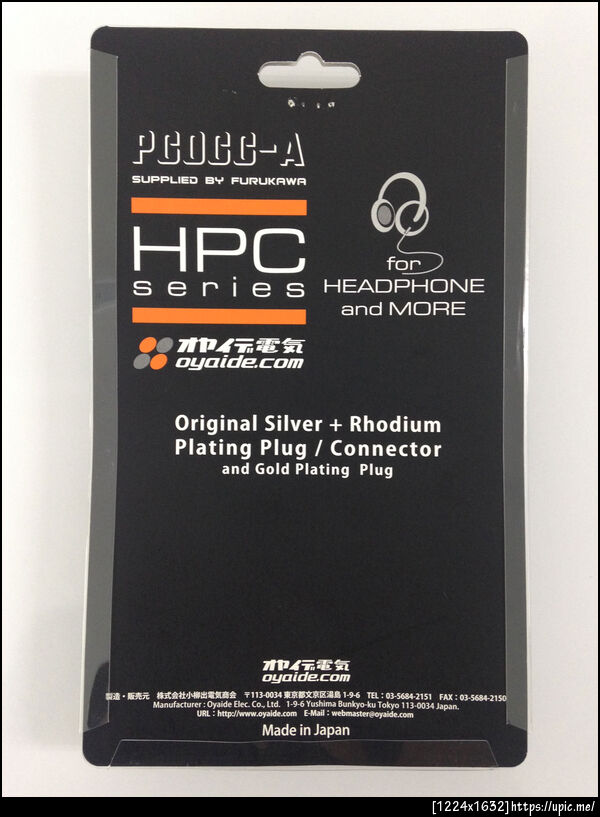 PCOCC-A
SUPPLIED BY FURUKAWA
HPC
series
for
HEADPHONE
and MORE
オヤイデ電気
oyaide.com
Original Silver + Rhodium
Plating Plug / Connector
and Gold Plating Plug
オヤイデ電気
oyaide.com
製造・販売元 株式会社小柳出電気商会 〒113-0034 東京都文京区湯島 1-9-6 TEL：03-5684-2151 FAX：03-5684-2150
Manufacturer : Oyaide Elec. Co., Ltd. 1-9-6 Yushima Bunkyo-ku Tokyo 113-0034 Japan.
URL : http://www.oyaide.com E-Mail : webmaster@oyaide.com
Made in Japan
[1224x1632]https://upic.me/